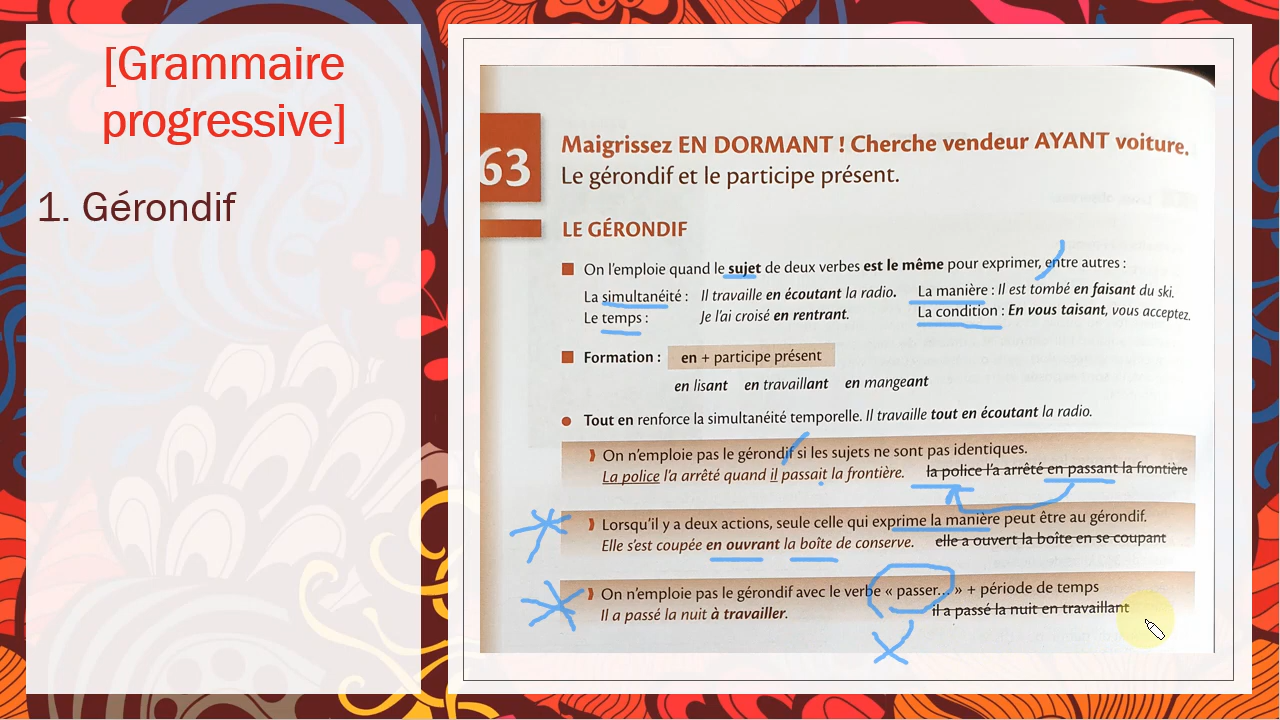 [Grammaire
progressive]
1. Gérondif
63
Maigrissez EN DORMANT ! Cherche vendeur AYANT voiture.
Le gérondif et le participe présent.
LE GÉRONDIF
On l'emploie quand le sujet de deux verbes est le même pour exprimer, entre autres :
La simultanéité : Il travaille en écoutant la radio. La manière : Il est tombé en faisant du ski.
Le temps : Je l'ai croisé en rentrant. La condition : En vous taisant, vous acceptez.
Formation : en + participe présent
en lisant en travaillant en mangeant
Tout en renforce la simultanéité temporelle. Il travaille tout en écoutant la radio.
On n'emploie pas le gérondif si les sujets ne sont pas identiques.
La police l'a arrêté quand il passait la frontière. la police l'a arrêté en passant la frontière
Lorsqu'il y a deux actions, seule celle qui exprime la manière peut être au gérondif.
Elle s'est coupée en ouvrant la boîte de conserve. elle a ouvert la boîte en se coupant
On n'emploie pas le gérondif avec le verbe « passer... » + période de temps
Il a passé la nuit à travailler. il a passé la nuit en travaillant